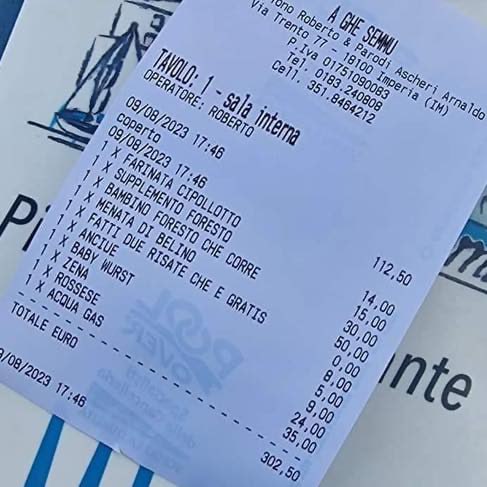 A GHE SEMMU
Roberto & Parodi Ascheri Arnaldo
Via Trento 77 - 18100 Imperia (IM)
P.Iva 01151090083
Tel. 0183.240808
Cell. 351.8464212
TAVOLO: 1 - sala interna
OPERATORE: ROBERTO
09/08/2023 17:46
coperto 112,50
09/08/2023 17:46
1 X FARINATA CIPOLLOTTO 14,00
1 X SUPPLEMENTO FORESTO 15,00
1 X BAMBINO FORESTO CHE CORRE 30,00
1 X MENATA DI BELINO 50,00
1 X FATTI DUE RISATE CHE E GRATIS 0,00
1 X ANCIUE 8,00
1 X BABY WURST 5,00
1 X ZENA 9,00
1 X ROSSESE 24,00
1 X ACQUA GAS 35,00
TOTALE EURO 302,50
9/08/2023 17:46
Pi
ante